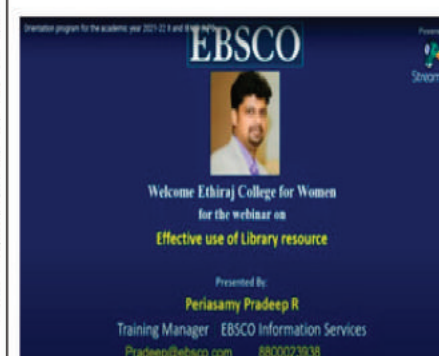 Orientation program for the academic year 2021-22 II and III
EBSCO
Welcome Ethiraj College for Women
for the webinar on
Effective use of Library resource
Presented By:
Periasamy Pradeep R
Training Manager EBSCO Information Services
Pradeep@ebsco.com 8800023938